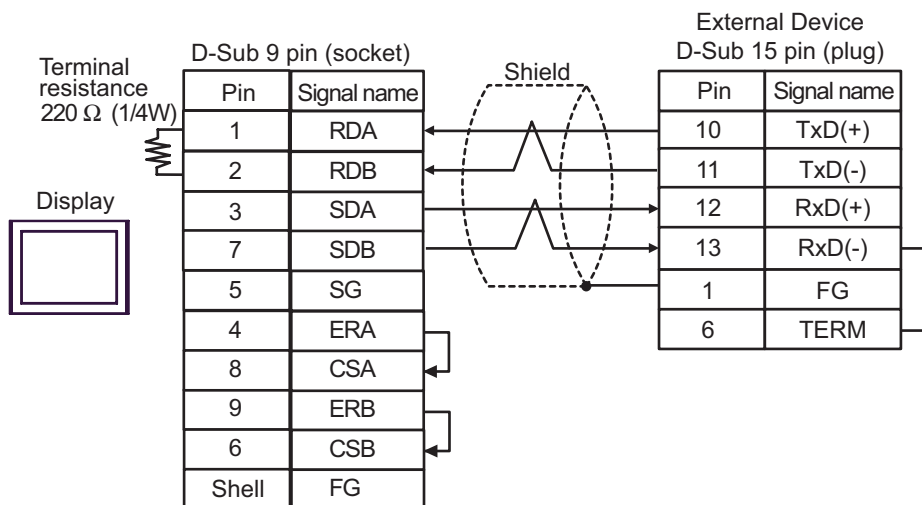 Terminal
resistance
220 Ω (1/4W)
Display
D-Sub 9 pin (socket)
Pin Signal name
1 RDA
2 RDB
3 SDA
7 SDB
5 SG
4 ERA
8 CSA
9 ERB
6 CSB
Shell FG
Shield
External Device
D-Sub 15 pin (plug)
Pin Signal name
10 TxD(+)
11 TxD(-)
12 RxD(+)
13 RxD(-)
1 FG
6 TERM